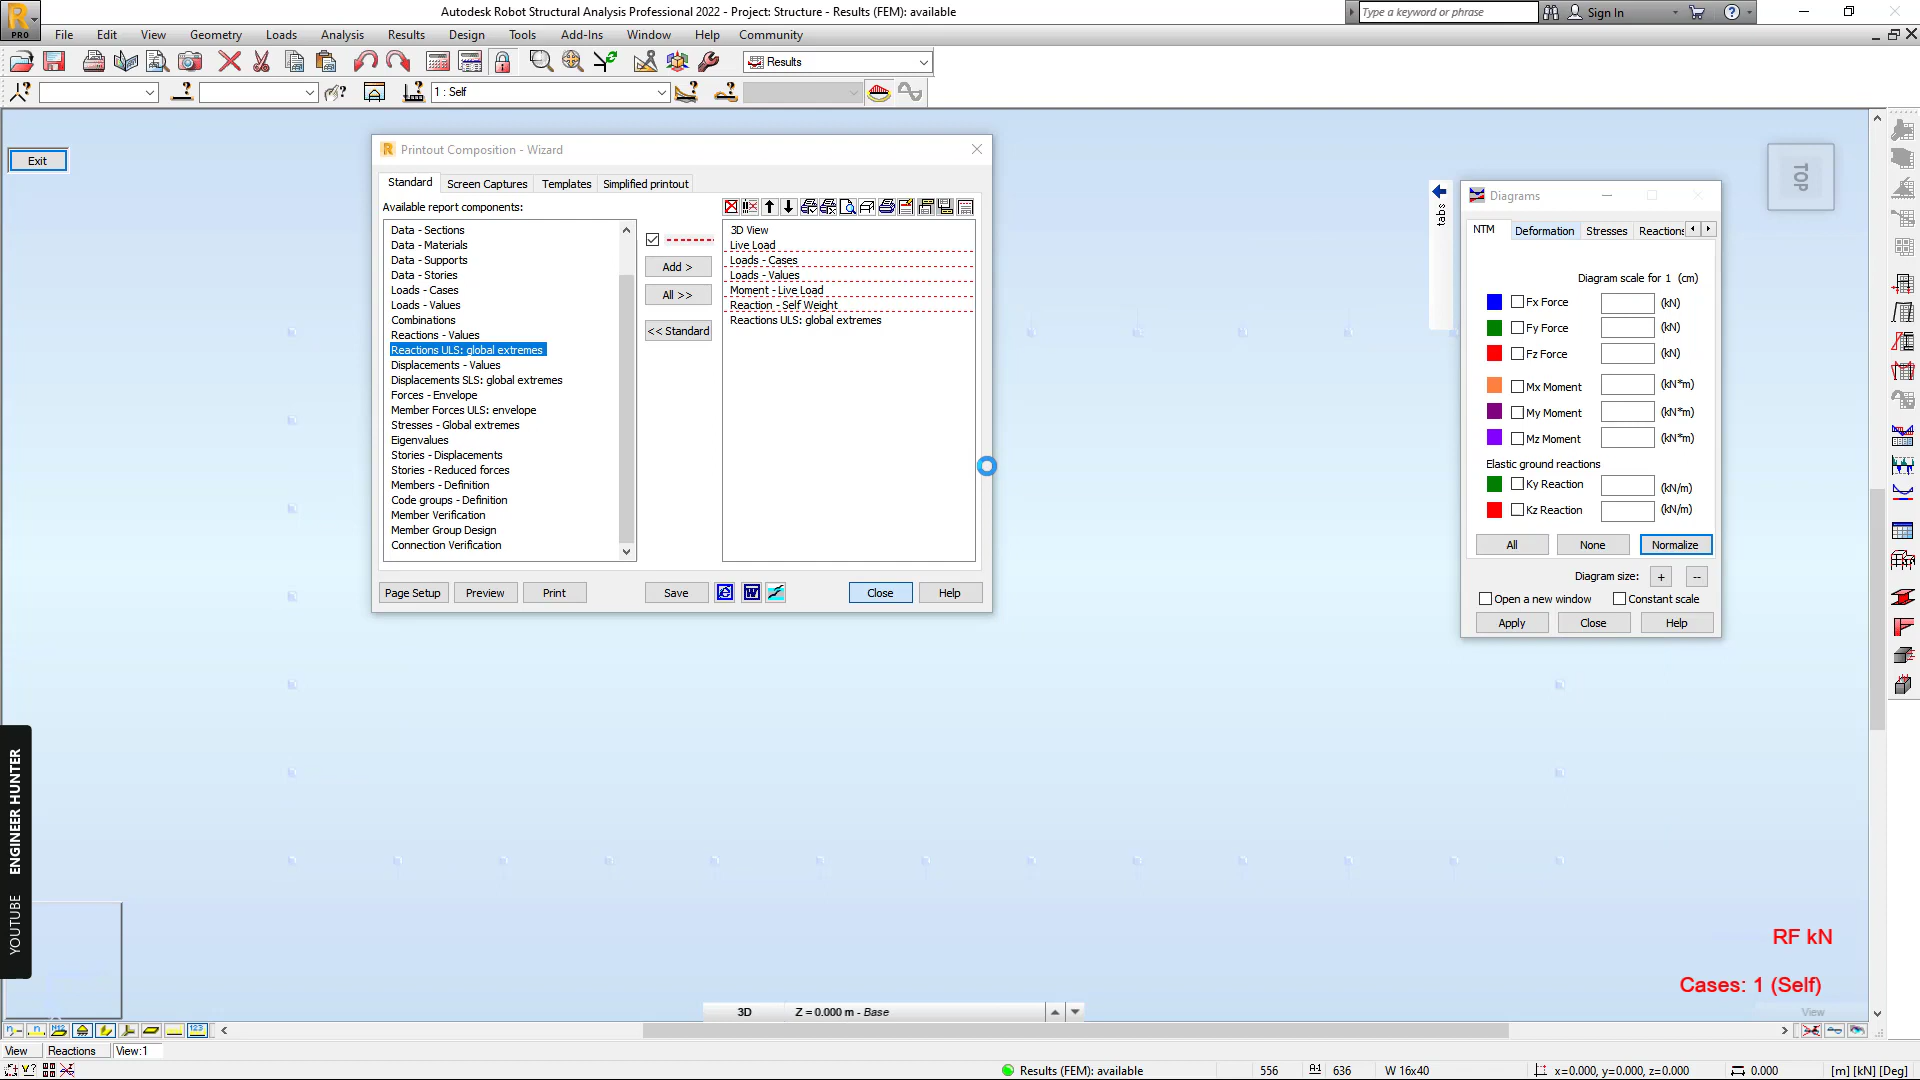 PRO
Autodesk Robot Structural Analysis Professional 2022 - Project: Structure - Results (FEM): available
Type a keyword or phrase
Sign In
File Edit View Geometry Loads Analysis Results Design Tools Add-Ins Window Help Community
Results
1 : Self
Exit
Printout Composition - Wizard
Standard Screen Captures Templates Simplified printout
Available report components:
Data - Sections
Data - Materials
Data - Supports
Data - Stories
Loads - Cases
Loads - Values
Combinations
Reactions - Values
Reactions ULS: global extremes
Displacements - Values
Displacements SLS: global extremes
Forces - Envelope
Member Forces ULS: envelope
Stresses - Global extremes
Eigenvalues
Stories - Displacements
Stories - Reduced forces
Members - Definition
Code groups - Definition
Member Verification
Member Group Design
Connection Verification
Add >
All >>
<< Standard
3D View
Live Load
Loads - Cases
Loads - Values
Moment - Live Load
Reaction - Self Weight
Reactions ULS: global extremes
Page Setup Preview Print Save Close Help
tabs
TOP
Diagrams
NTM Deformation Stresses Reactions
Diagram scale for 1 (cm)
Fx Force (kN)
Fy Force (kN)
Fz Force (kN)
Mx Moment (kN*m)
My Moment (kN*m)
Mz Moment (kN*m)
Elastic ground reactions
Ky Reaction (kN/m)
Kz Reaction (kN/m)
All None Normalize
Diagram size: + --
Open a new window Constant scale
Apply Close Help
YOUTUBE ENGINEER HUNTER
RF kN
Cases: 1 (Self)
View
3D Z = 0.000 m - Base
View Reactions View:1
Results (FEM): available 556 636 W 16x40 x=0.000, y=0.000, z=0.000 0.000 [m] [kN] [Deg]